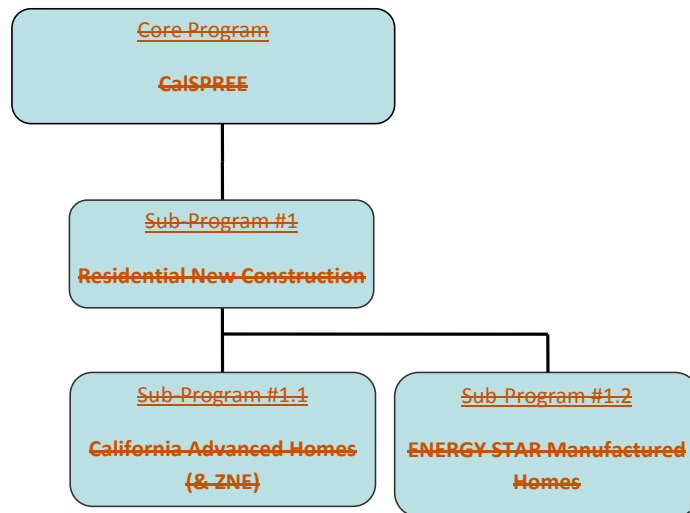 Core Program
CalSPREE
Sub-Program #1
Residential New Construction
Sub-Program #1.1
California Advanced Homes
(& ZNE)
Sub-Program #1.2
ENERGY STAR Manufactured
Homes